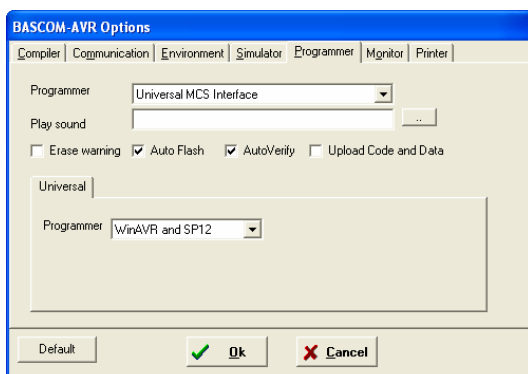 BASCOM-AVR Options
Compiler Communication Environment Simulator Programmer Monitor Printer
Programmer Universal MCS Interface
Play sound ..
Erase warning Auto Flash AutoVerify Upload Code and Data
Universal
Programmer WinAVR and SP12
Default Ok Cancel